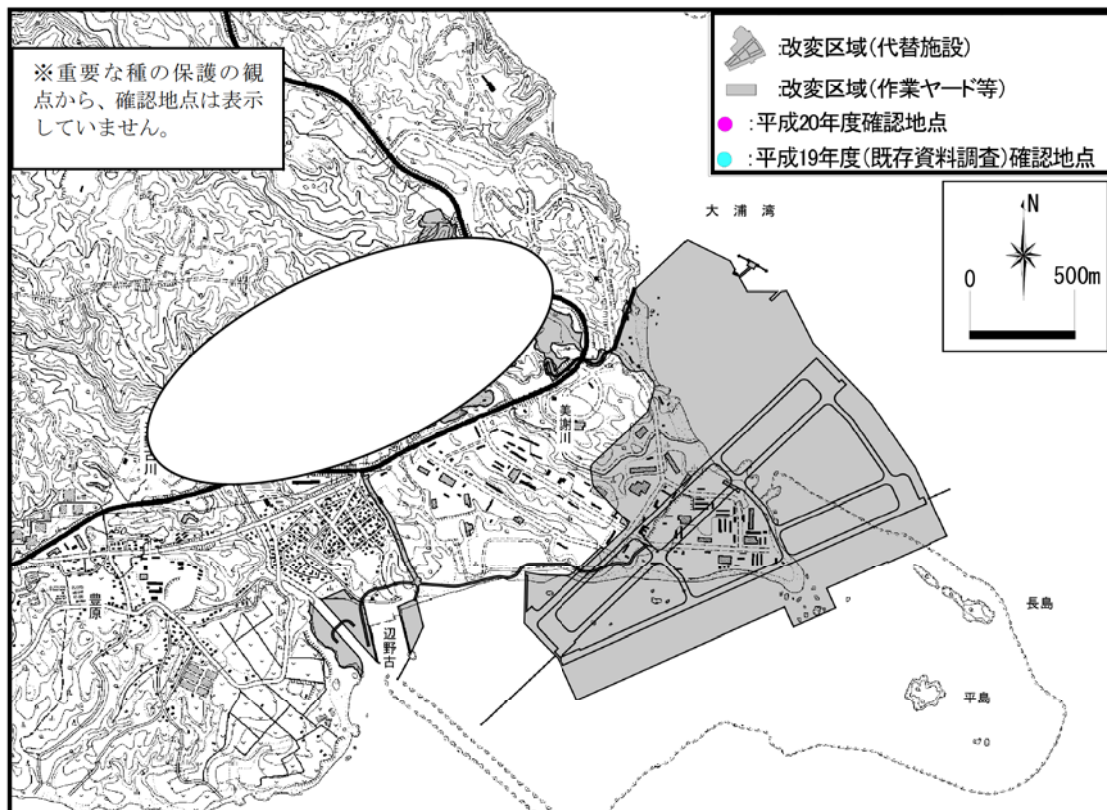 ※重要な種の保護の観
点から、確認地点は表示
していません。
:改変区域(代替施設)
:改変区域(作業ヤード等)
:平成20年度確認地点
:平成19年度(既存資料調査)確認地点
大浦湾
N
0 500m
美謝川
川
豊原
辺野古
長島
平島